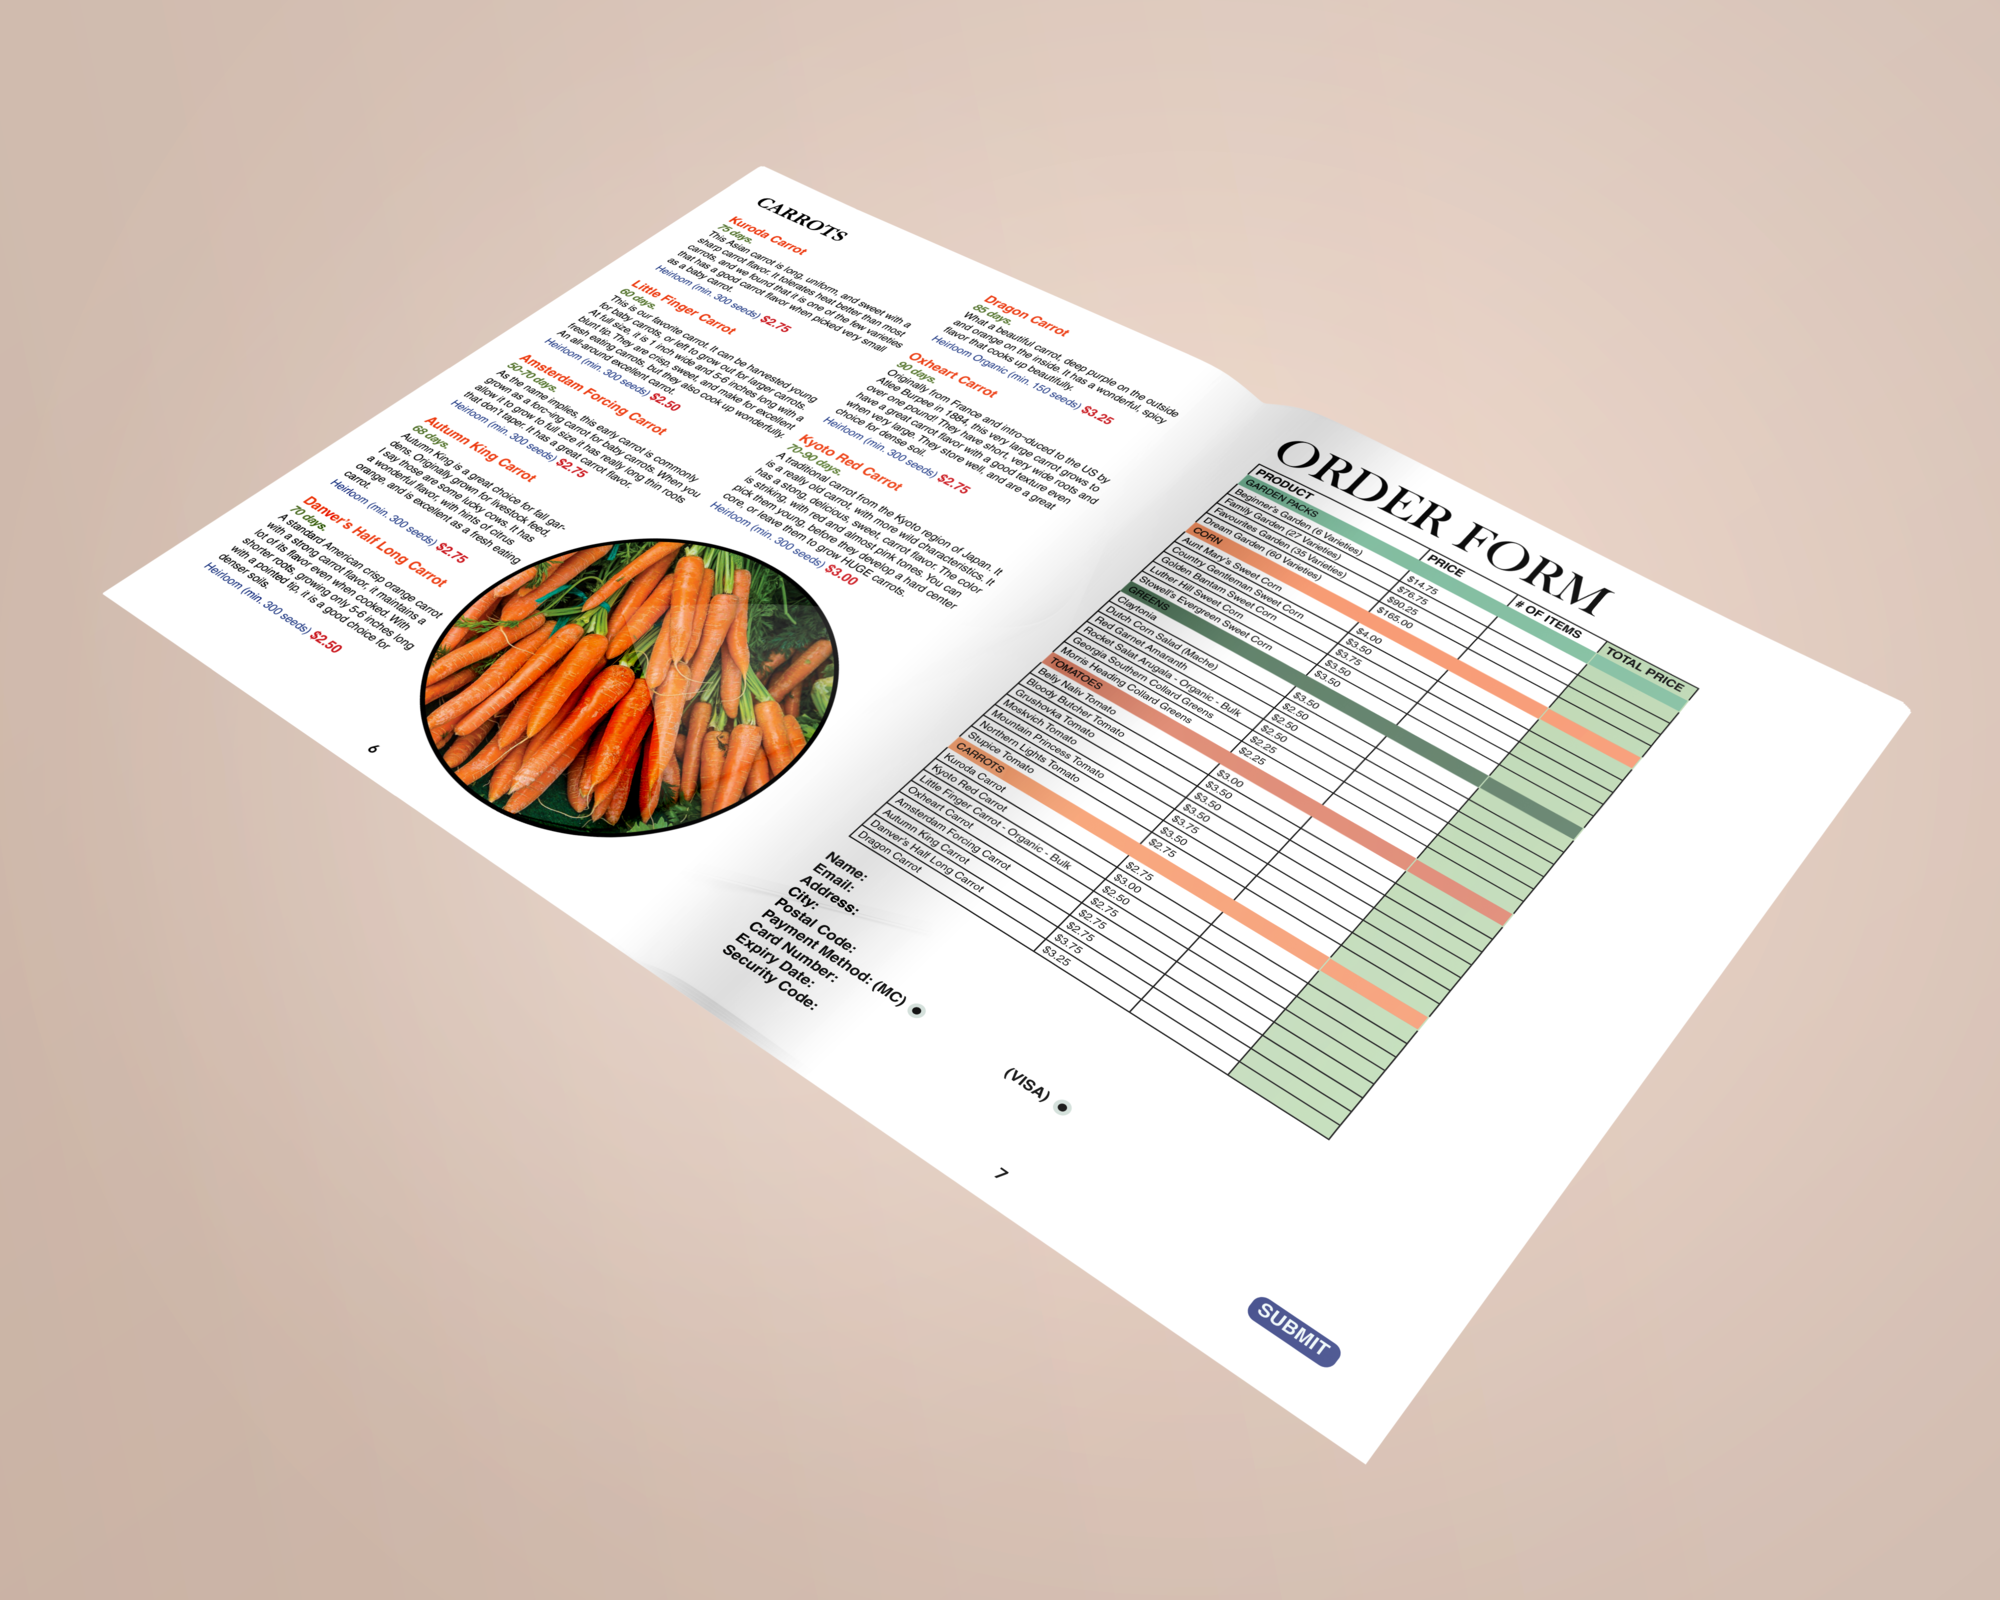 CARROTS
Kuroda Carrot
75 days.
This Asian carrot is long, uniform, and sweet with a
sharp carrot flavor. It tolerates heat better than most
carrots, and we found that it is one of the few varieties
that has a good carrot flavor when picked very small
as a baby carrot.
Heirloom (min. 300 seeds) $2.75
Little Finger Carrot
60 days.
This is our favorite carrot. It can be harvested young
for baby carrots, or left to grow out for larger carrots.
At full size, it is 1 inch wide and 5-6 inches long with a
blunt tip. They are crisp, sweet, and make for excellent
fresh eating carrots, but they also cook up wonderfully.
An all-around excellent carrot.
Heirloom (min. 300 seeds) $2.50
Amsterdam Forcing Carrot
50-70 days.
As the name implies, this early carrot is commonly
grown as a forc¬ing carrot for baby carrots. When you
allow it to grow to full size it has really long thin roots
that don't taper. It has a great carrot flavor.
Heirloom (min. 300 seeds) $2.75
Autumn King Carrot
68 days.
Autumn King is a great choice for fall gar-
dens. Originally grown for livestock feed,
I say those are some lucky cows. It has
a wonderful flavor, with hints of citrus
orange, and is excellent as a fresh eating
carrot.
Heirloom (min. 300 seeds) $2.75
Danver's Half Long Carrot
70 days.
A standard American crisp orange carrot
with a strong carrot flavor, it maintains a
lot of its flavor even when cooked. With
shorter roots, growing only 5-6 inches long
with a pointed tip, it is a good choice for
denser soils.
Heirloom (min. 300 seeds) $2.50
Dragon Carrot
85 days.
What a beautiful carrot, deep purple on the outside
and orange on the inside. It has a wonderful, spicy
flavor that cooks up beautifully.
Heirloom Organic (min. 150 seeds) $3.25
Oxheart Carrot
90 days.
Originally from France and intro¬duced to the US by
Atlee Burpee in 1884, this very large carrot grows to
over one pound! They have short, very wide roots and
have a great carrot flavor with a good texture even
when very large. They store well, and are a great
choice for dense soil.
Heirloom (min. 300 seeds) $2.75
Kyoto Red Carrot
70-90 days.
A traditional carrot from the Kyoto region of Japan. It
is a really old carrot, with more wild characteristics. It
has a stong, delicious, sweet, carrot flavor. The color
is striking, with red and almost pink tones. You can
pick them young, before they develop a hard center
core, or leave them to grow HUGE carrots.
Heirloom (min. 300 seeds) $3.00
6
ORDER FORM
PRODUCT PRICE # OF ITEMS TOTAL PRICE
GARDEN PACKS
Beginner's Garden (6 Varieties) $14.75
Family Garden (27 Varieties) $76.75
Favourites Garden (35 Varieties) $90.25
Dream Garden (60 Varieties) $165.00
CORN
Aunt Mary's Sweet Corn $4.00
Country Gentleman Sweet Corn $3.50
Golden Bantam Sweet Corn $3.75
Luther Hill Sweet Corn $3.50
Stowell's Evergreen Sweet Corn $3.50
GREENS
Claytonia $3.50
Dutch Corn Salad (Mache) $2.50
Red Garnet Amaranth $2.50
Rocket Salat Arugala - Organic - Bulk $2.50
Georgia Southern Collard Greens $2.25
Morris Heading Collard Greens $2.25
TOMATOES
Beliy Naliv Tomato $3.00
Bloody Butcher Tomato $3.50
Grushovka Tomato $3.50
Moskvich Tomato $3.50
Mountain Princess Tomato $3.75
Northern Lights Tomato $3.50
Stupice Tomato $2.75
CARROTS
Kuroda Carrot $2.75
Kyoto Red Carrot $3.00
Little Finger Carrot - Organic - Bulk $2.50
Oxheart Carrot $2.75
Amsterdam Forcing Carrot $2.75
Autumn King Carrot $2.75
Danver's Half Long Carrot $3.75
Dragon Carrot $3.25
Name:
Email:
Address:
City:
Postal Code:
Payment Method: (MC)
(VISA)
Card Number:
Expiry Date:
Security Code:
7
SUBMIT